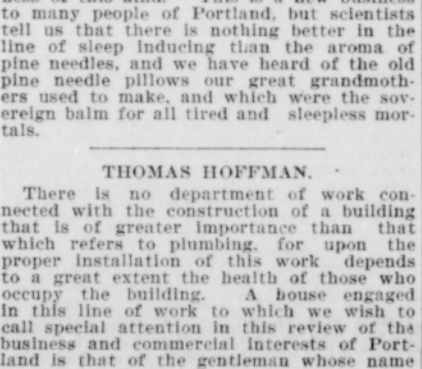 ness of this kind. This is a new business
to many people of Portland, but scientists
tell us that there is nothing better in the
line of sleep inducing than the aroma of
pine needles, and we have heard of the old
pine needle pillows our great grandmoth-
ers used to make, and which were the sov-
ereign balm for all tired and sleepless mor-
tals.
THOMAS HOFFMAN.
There is no department of work con-
nected with the construction of a building
that is of greater importance than that
which refers to plumbing, for upon the
proper installation of this work depends
to a great extent the health of those who
occupy the building. A house engaged
in this line of work to which we wish to
call special attention in this review of the
business and commercial interests of Port-
land is that of the gentleman whose name